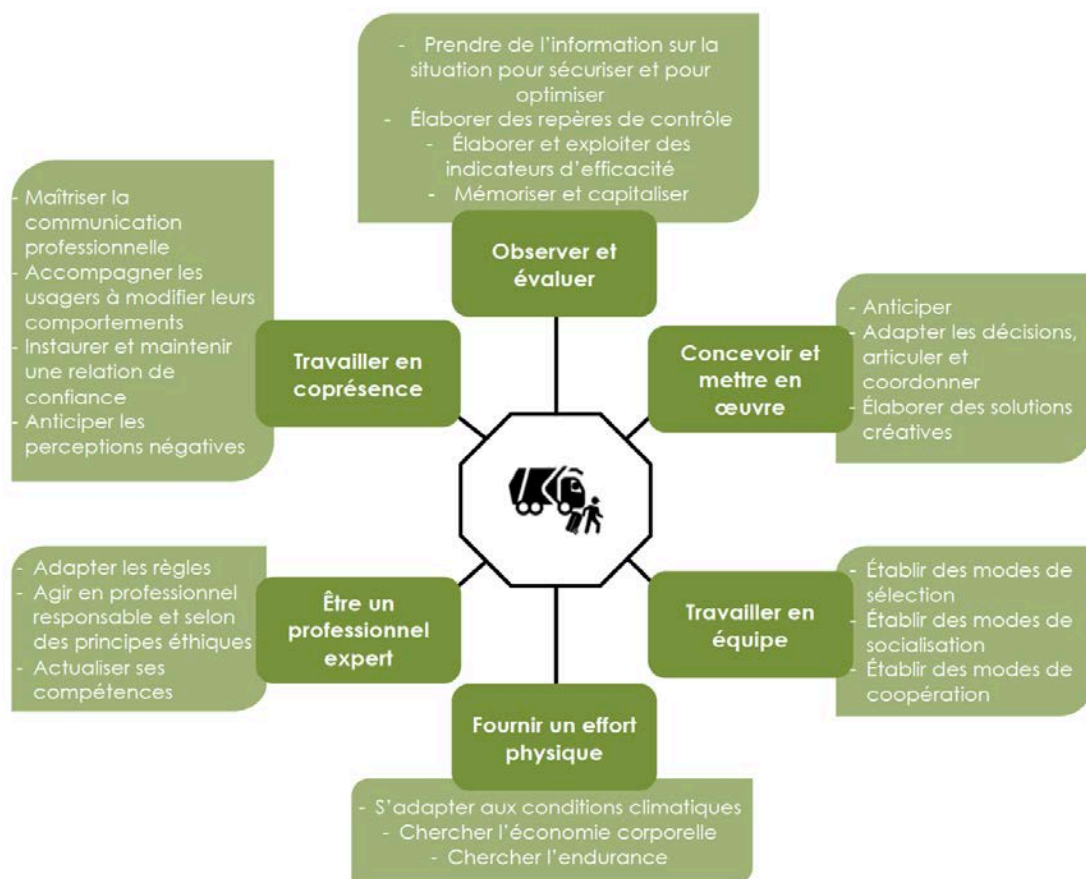 - Prendre de l’information sur la
situation pour sécuriser et pour
optimiser
- Élaborer des repères de contrôle
- Élaborer et exploiter des
indicateurs d’efficacité
- Mémoriser et capitaliser
Observer et
évaluer
- Maîtriser la
communication
professionnelle
- Accompagner les
usagers à modifier leurs
comportements
- Instaurer et maintenir
une relation de
confiance
- Anticiper les
perceptions négatives
Travailler en
coprésence
Concevoir et
mettre en
œuvre
- Anticiper
- Adapter les décisions,
articuler et
coordonner
- Élaborer des solutions
créatives
- Adapter les règles
- Agir en professionnel
responsable et selon
des principes éthiques
- Actualiser ses
compétences
Être un
professionnel
expert
Travailler en
équipe
- Établir des modes de
sélection
- Établir des modes de
socialisation
- Établir des modes de
coopération
Fournir un effort
physique
- S’adapter aux conditions climatiques
- Chercher l’économie corporelle
- Chercher l’endurance